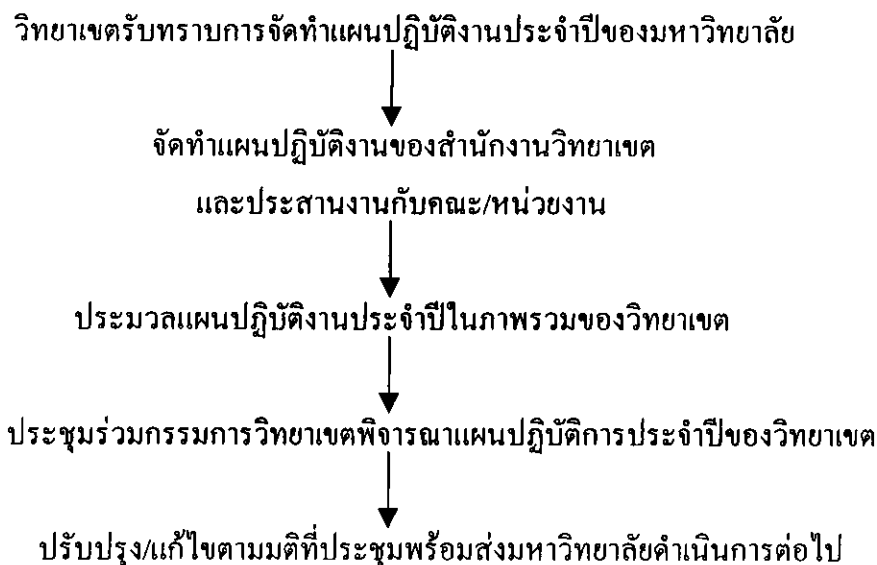 วิทยาเขตรับทราบการจัดทำแผนปฏิบัติงานประจำปีของมหาวิทยาลัย
จัดทำแผนปฏิบัติงานของสำนักงานวิทยาเขต
และประสานงานกับคณะ/หน่วยงาน
ประมวลแผนปฏิบัติงานประจำปีในภาพรวมของวิทยาเขต
ประชุมร่วมกรรมการวิทยาเขตพิจารณาแผนปฏิบัติการประจำปีของวิทยาเขต
ปรับปรุง/แก้ไขตามมติที่ประชุมพร้อมส่งมหาวิทยาลัยดำเนินการต่อไป